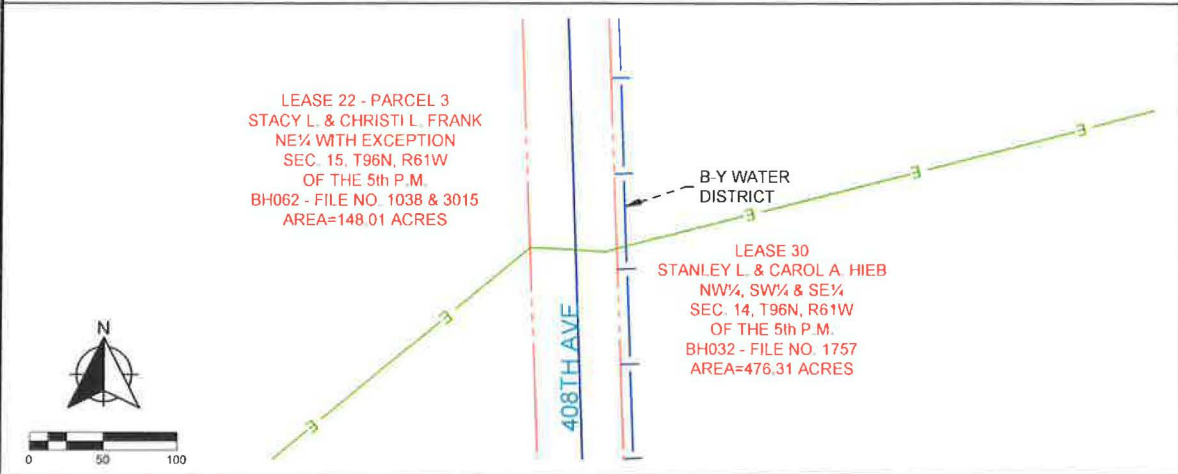 LEASE 22 - PARCEL 3
STACY L. & CHRISTI L. FRANK
NE¼ WITH EXCEPTION
SEC. 15, T96N, R61W
OF THE 5th P.M.
BH062 - FILE NO. 1038 & 3015
AREA=148.01 ACRES
B-Y WATER
DISTRICT
LEASE 30
STANLEY L. & CAROL A. HIEB
NW¼, SW¼ & SE¼
SEC. 14, T96N, R61W
OF THE 5th P.M.
BH032 - FILE NO. 1757
AREA=476.31 ACRES
408TH AVE
E
E
E
E
E
N
0 50 100